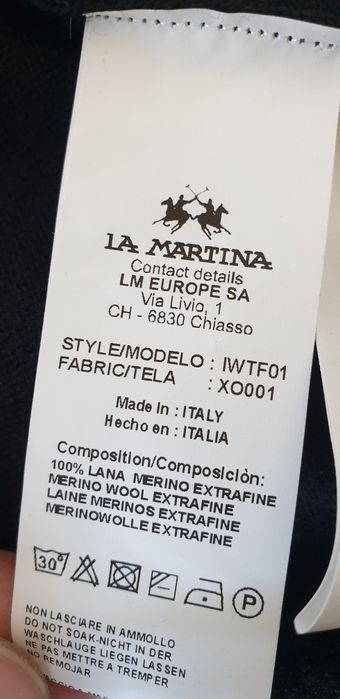 LA MARTINA
Contact details
LM EUROPE SA
Via Livio, 1
CH - 6830 Chiasso
STYLE/MODELO : IWTF01
FABRIC/TELA : XO001
Made in : ITALY
Hecho en : ITALIA
Composition/Composiciòn:
100% LANA MERINO EXTRAFINE
MERINO WOOL EXTRAFINE
LAINE MERINOS EXTRAFINE
MERINOWOLLE EXTRAFINE
30° P
NON LASCIARE IN AMMOLLO
DO NOT SOAK-NICHT IN DER
WASCHLAUGE LIEGEN LASSEN
NE PAS METTRE A TREMPER
NO REMOJAR